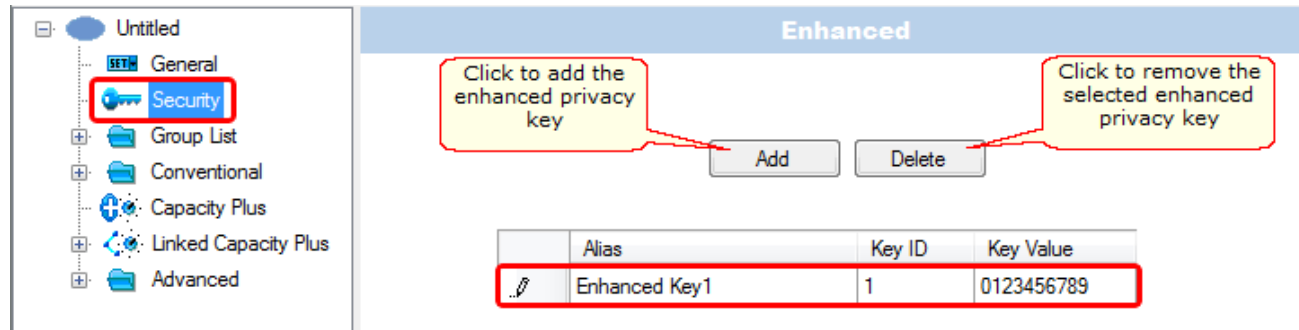 Untitled
SET
General
Security
Group List
Conventional
Capacity Plus
Linked Capacity Plus
Advanced
Enhanced
Click to add the
enhanced privacy
key
Click to remove the
selected enhanced
privacy key
Add Delete
Alias Key ID Key Value
Enhanced Key1 1 0123456789